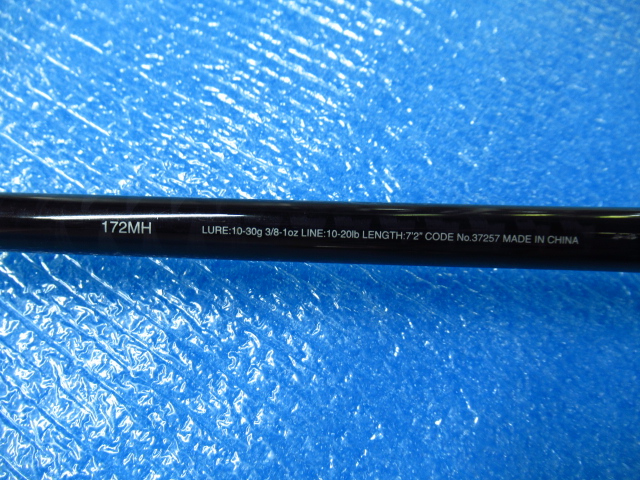 172MH LURE:10-30g 3/8-1oz LINE:10-20lb LENGTH:7'2" CODE No.37257 MADE IN CHINA